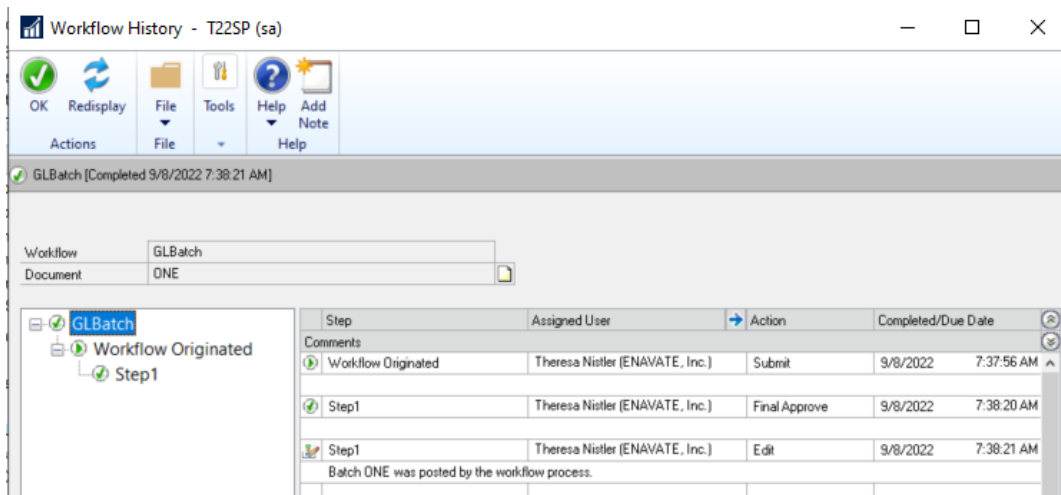 Workflow History - T22SP (sa)
OK Redisplay File Tools Help Add Note
Actions File Help
GLBatch [Completed 9/8/2022 7:38:21 AM]
Workflow GLBatch
Document ONE
GLBatch
Workflow Originated
Step1
Step Assigned User Action Completed/Due Date
Comments
Workflow Originated Theresa Nistler (ENAVATE, Inc.) Submit 9/8/2022 7:37:56 AM
Step1 Theresa Nistler (ENAVATE, Inc.) Final Approve 9/8/2022 7:38:20 AM
Step1 Theresa Nistler (ENAVATE, Inc.) Edit 9/8/2022 7:38:21 AM
Batch ONE was posted by the workflow process.